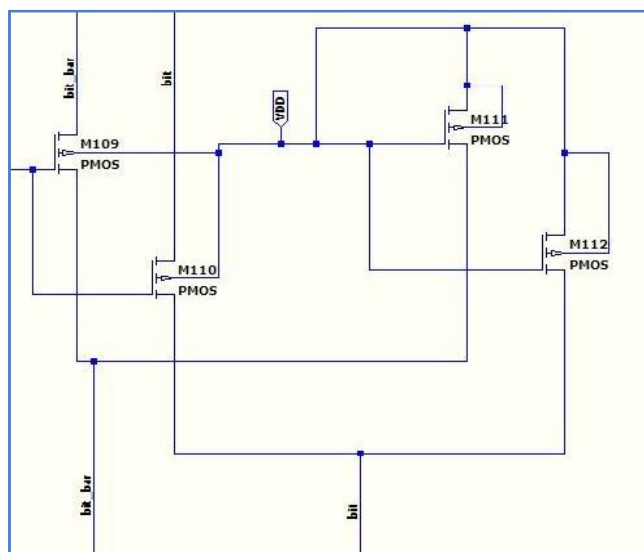 bit_bar
bit
VDD
M109
PMOS
M111
PMOS
M110
PMOS
M112
PMOS
bit_bar
bit